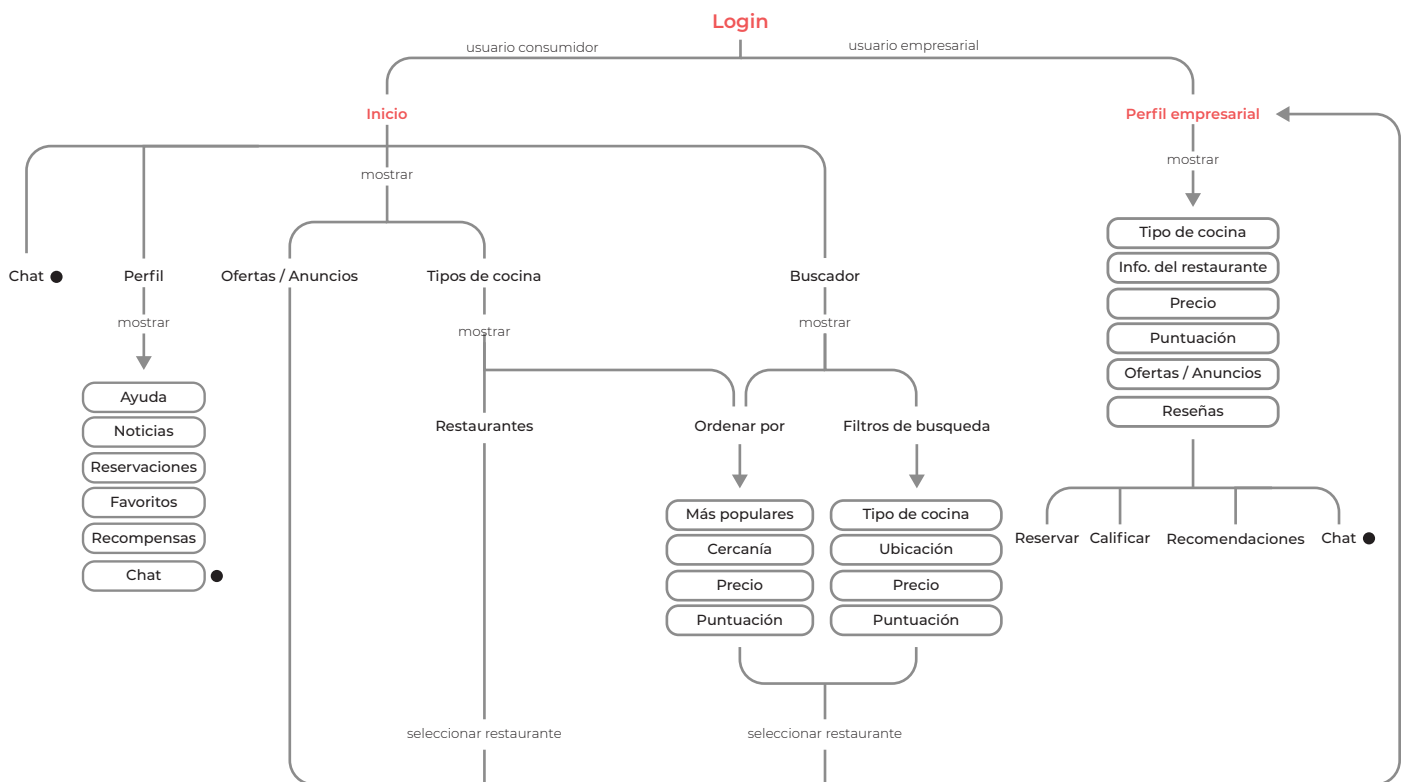 Login
usuario consumidor
usuario empresarial
Inicio
Perfil empresarial
mostrar
mostrar
Chat
Perfil
Ofertas / Anuncios
Tipos de cocina
Buscador
mostrar
mostrar
mostrar
Ayuda
Noticias
Reservaciones
Favoritos
Recompensas
Chat
Restaurantes
Ordenar por
Filtros de busqueda
Más populares
Cercanía
Precio
Puntuación
Tipo de cocina
Ubicación
Precio
Puntuación
seleccionar restaurante
seleccionar restaurante
Tipo de cocina
Info. del restaurante
Precio
Puntuación
Ofertas / Anuncios
Reseñas
Reservar
Calificar
Recomendaciones
Chat